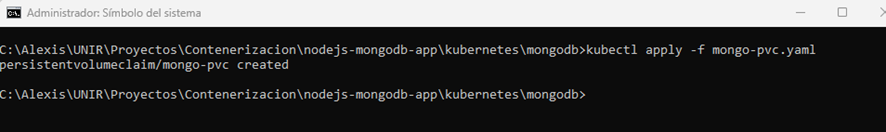 Administrador: Símbolo del sistema
C:\Alexis\UNIR\Proyectos\Contenerizacion\nodejs-mongodb-app\kubernetes\mongodb>kubectl apply -f mongo-pvc.yaml
persistentvolumeclaim/mongo-pvc created
C:\Alexis\UNIR\Proyectos\Contenerizacion\nodejs-mongodb-app\kubernetes\mongodb>